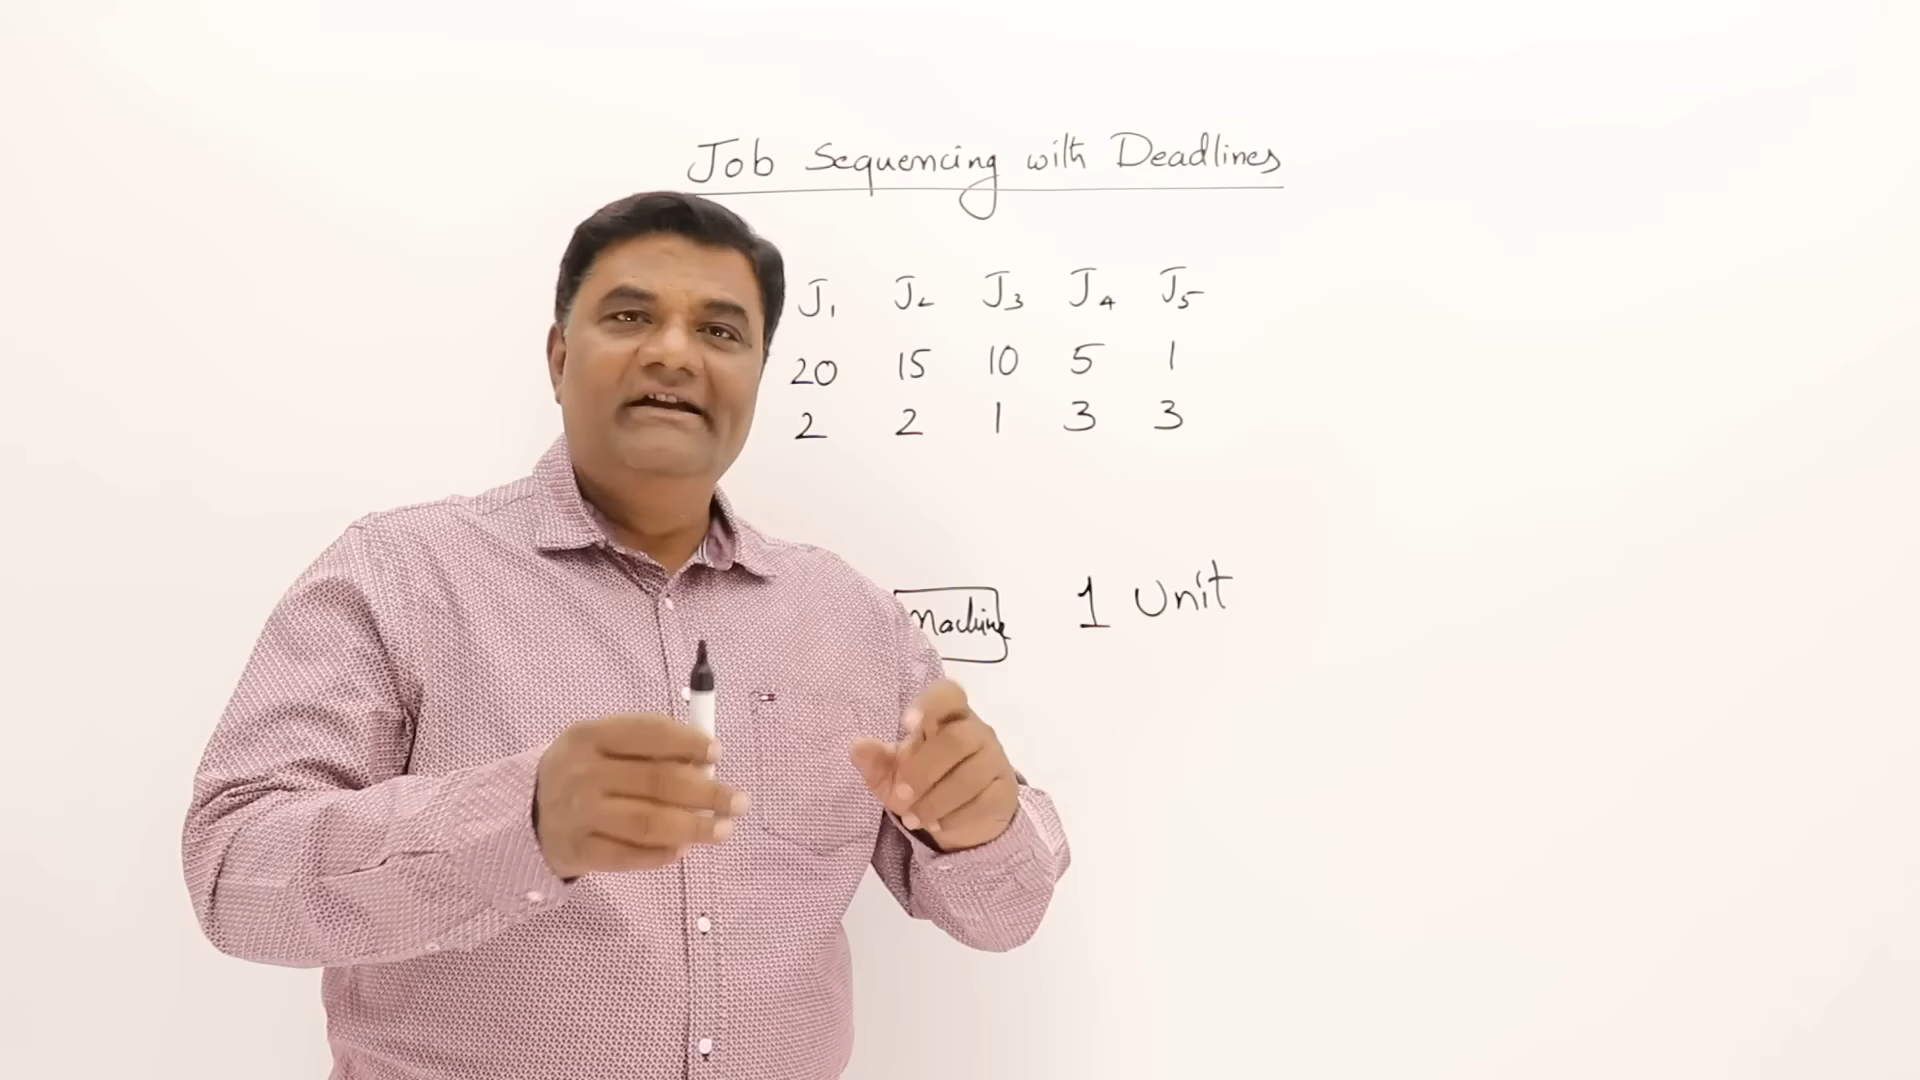 Job Sequencing with Deadlines
J₁ J₂ J₃ J₄ J₅
20 15 10 5 1
2 2 1 3 3
Machine 1 Unit